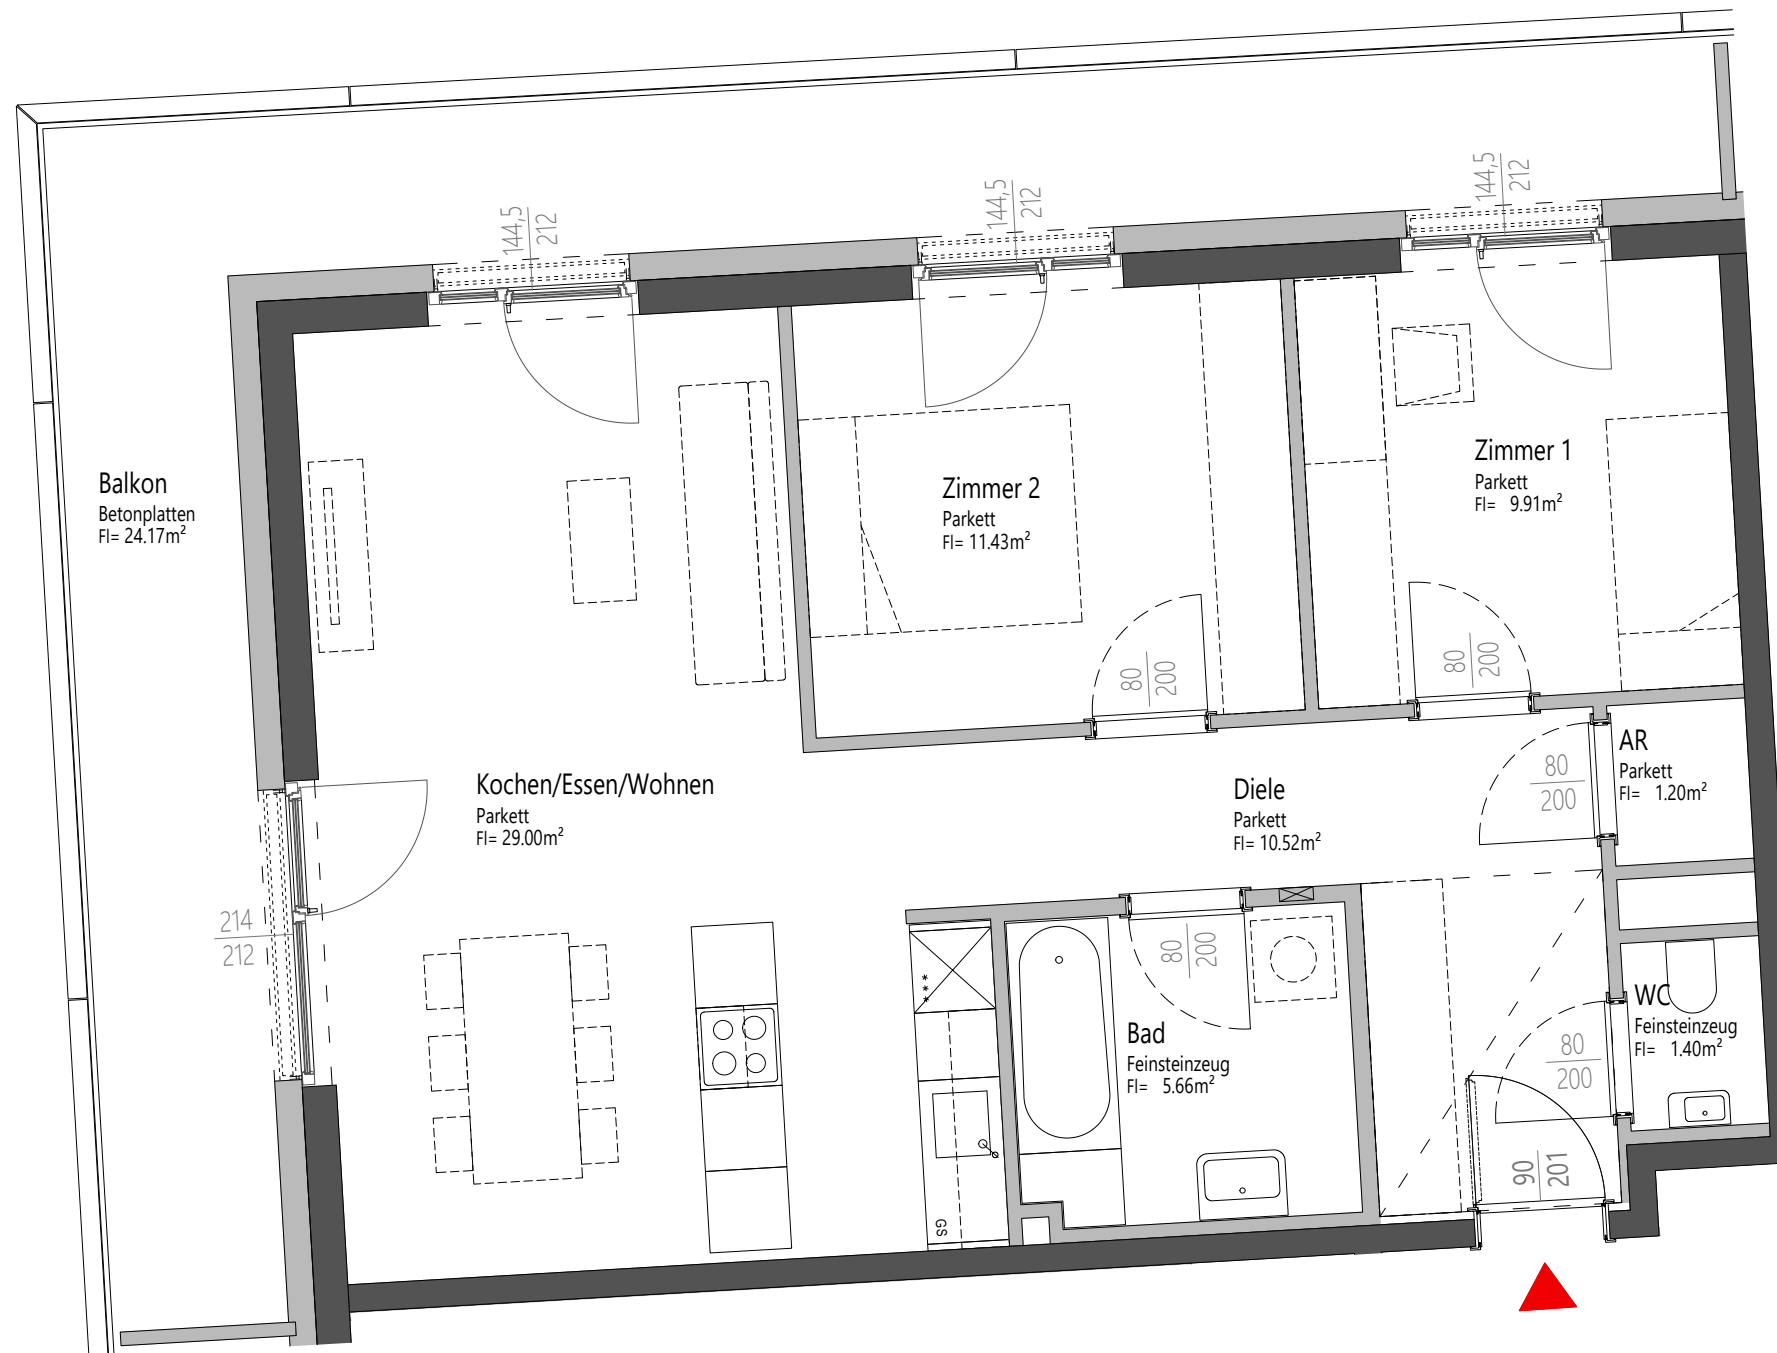 144,5
212
144,5
212
144,5
212
Balkon
Betonplatten
Fl= 24.17m²
Zimmer 2
Parkett
Fl= 11.43m²
Zimmer 1
Parkett
Fl= 9.91m²
80
200
80
200
Kochen/Essen/Wohnen
Parkett
Fl= 29.00m²
Diele
Parkett
Fl= 10.52m²
80
200
AR
Parkett
Fl= 1.20m²
214
212
80
200
***
Bad
Feinsteinzeug
Fl= 5.66m²
WC
Feinsteinzeug
Fl= 1.40m²
80
200
90
201
GS